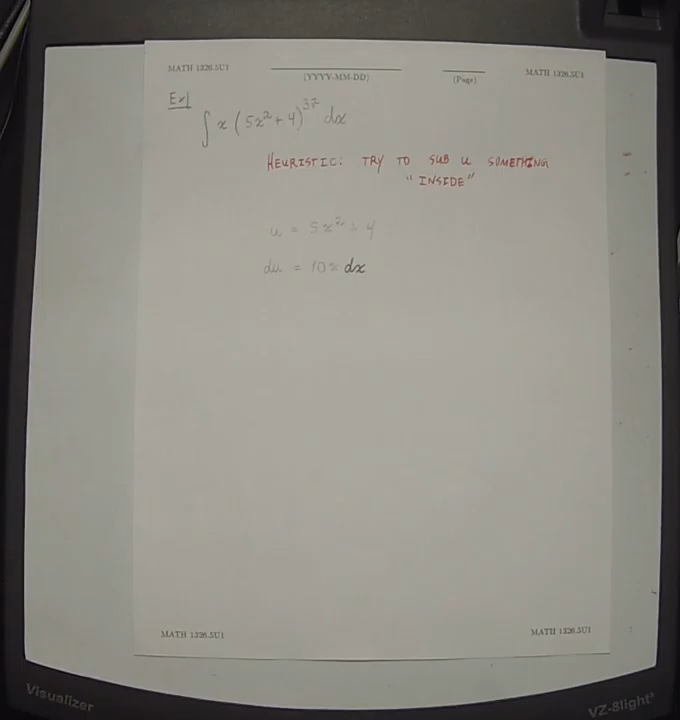 MATH 1326.5U1
(YYYY-MM-DD)
(Page)
MATH 1326.5U1
Ex1
∫ x (5x² + 4)³⁷ dx
HEURISTIC: TRY TO SUB U SOMETHING
"INSIDE"
u = 5x² + 4
du = 10x dx
MATH 1326.5U1
MATH 1326.5U1
Visualizer
VZ-8light³